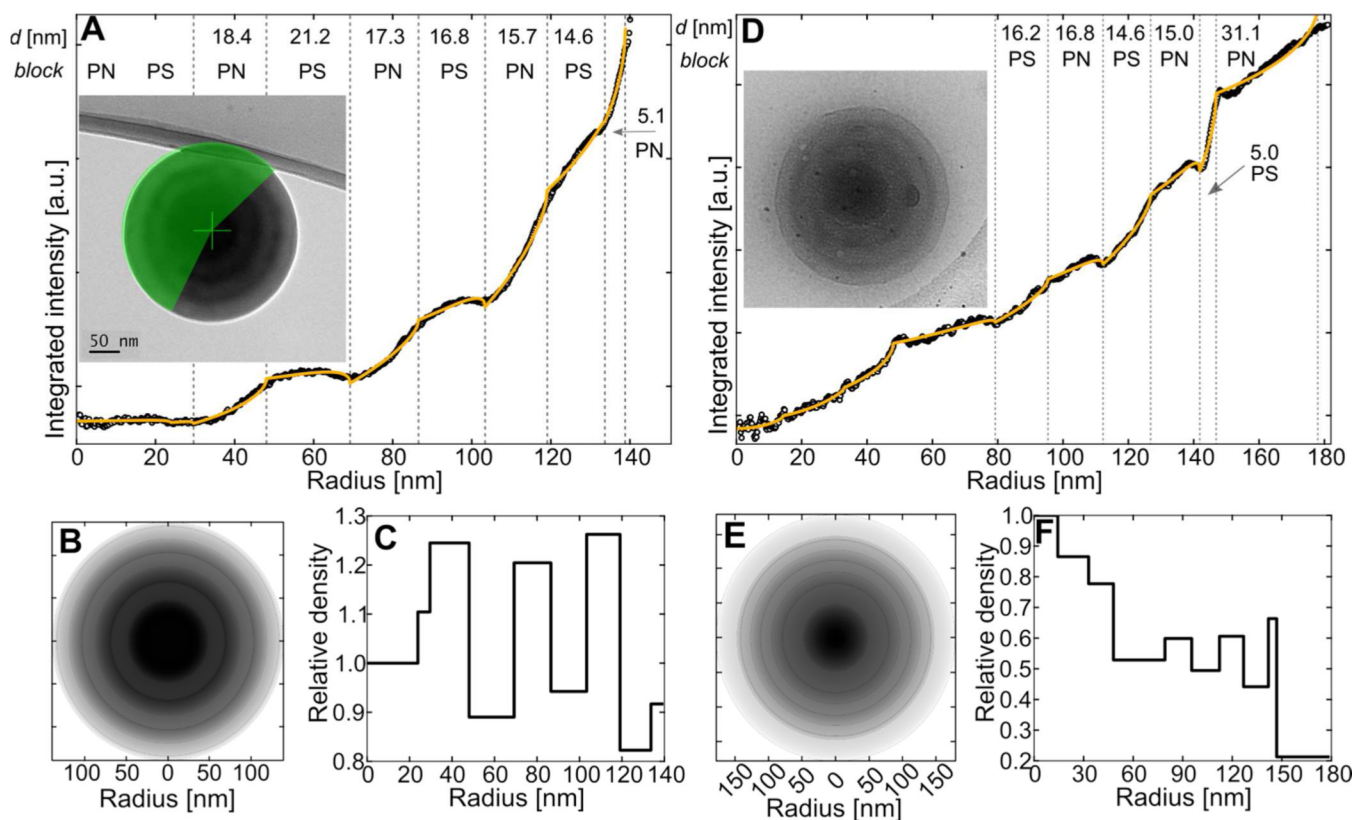 A
d [nm] 18.4 21.2 17.3 16.8 15.7 14.6
block PN PS PN PS PN PS PN PS
5.1
PN
50 nm
Integrated intensity [a.u.]
0 20 40 60 80 100 120 140
Radius [nm]
D
d [nm] 16.2 16.8 14.6 15.0 31.1
block PS PN PS PN PN
5.0
PS
Integrated intensity [a.u.]
0 20 40 60 80 100 120 140 160 180
Radius [nm]
B
100 50 0 50 100
Radius [nm]
C
1.3
1.2
1.1
1.0
0.9
0.8
Relative density
0 20 40 60 80 100 120 140
Radius [nm]
E
150 100 50 0 50 100 150
Radius [nm]
F
1.0
0.9
0.8
0.7
0.6
0.5
0.4
0.3
0.2
Relative density
0 30 60 90 120 150 180
Radius [nm]